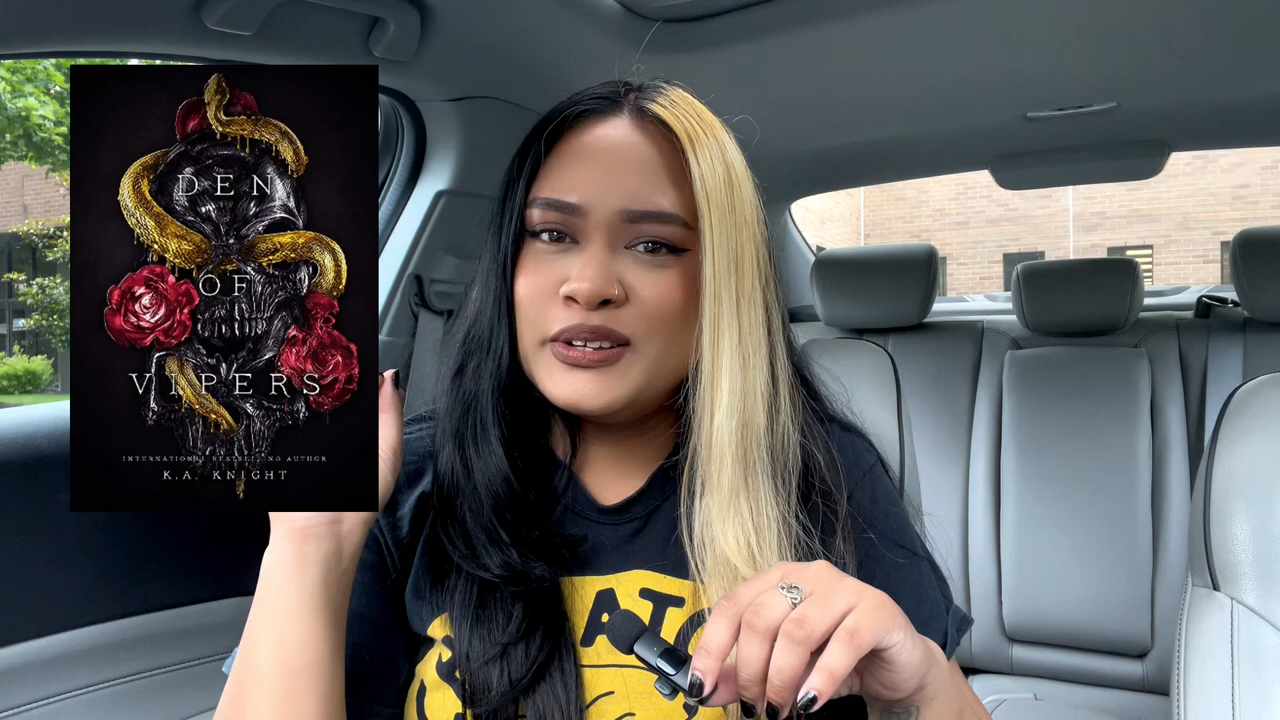 DEN
OF
VIPERS
INTERNATIONAL BESTSELLING AUTHOR
K.A. KNIGHT